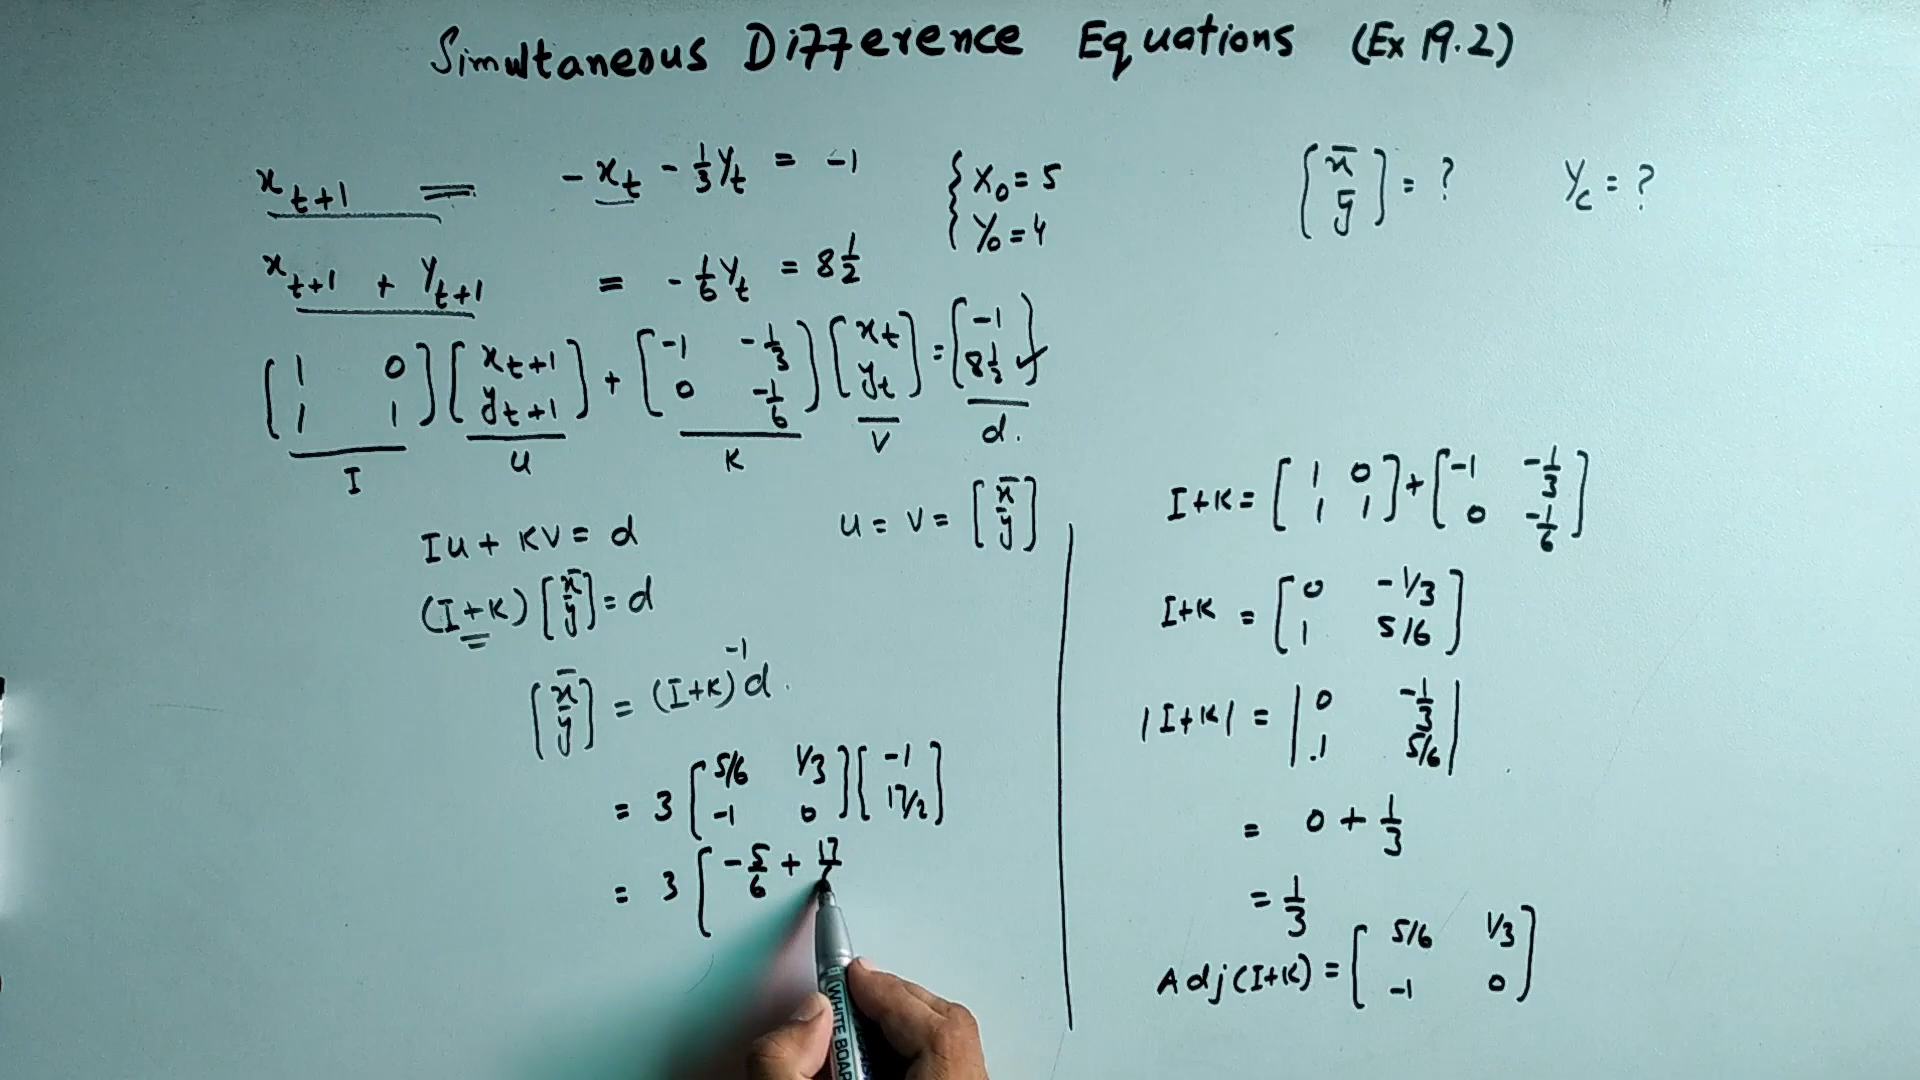 Simultaneous Difference Equations (Ex 19.2)
x_{t+1} = -x_t - 1/3 y_t = -1
{ x_0 = 5
y_0 = 4
[x̄ ȳ] = ? y_c = ?
x_{t+1} + y_{t+1} = -1/6 y_t = 8 1/2
[1 0; 1 1] [x_{t+1}; y_{t+1}] + [-1 -1/3; 0 -1/6] [x_t; y_t] = [-1; 8 1/2] ✓
I u K v d.
Iu + Kv = d u = v = [x̄; ȳ]
(I+K) [x̄; ȳ] = d
[x̄; ȳ] = (I+K)^{-1} d.
= 3 [5/6 1/3; -1 0] [-1; 17/2]
= 3 [ -5/6 + 17/
I+K = [1 0; 1 1] + [-1 -1/3; 0 -1/6]
I+K = [0 -1/3; 1 5/6]
|I+K| = |0 -1/3; 1 5/6|
= 0 + 1/3
= 1/3
Adj(I+K) = [5/6 1/3; -1 0]
WHITE BOAR